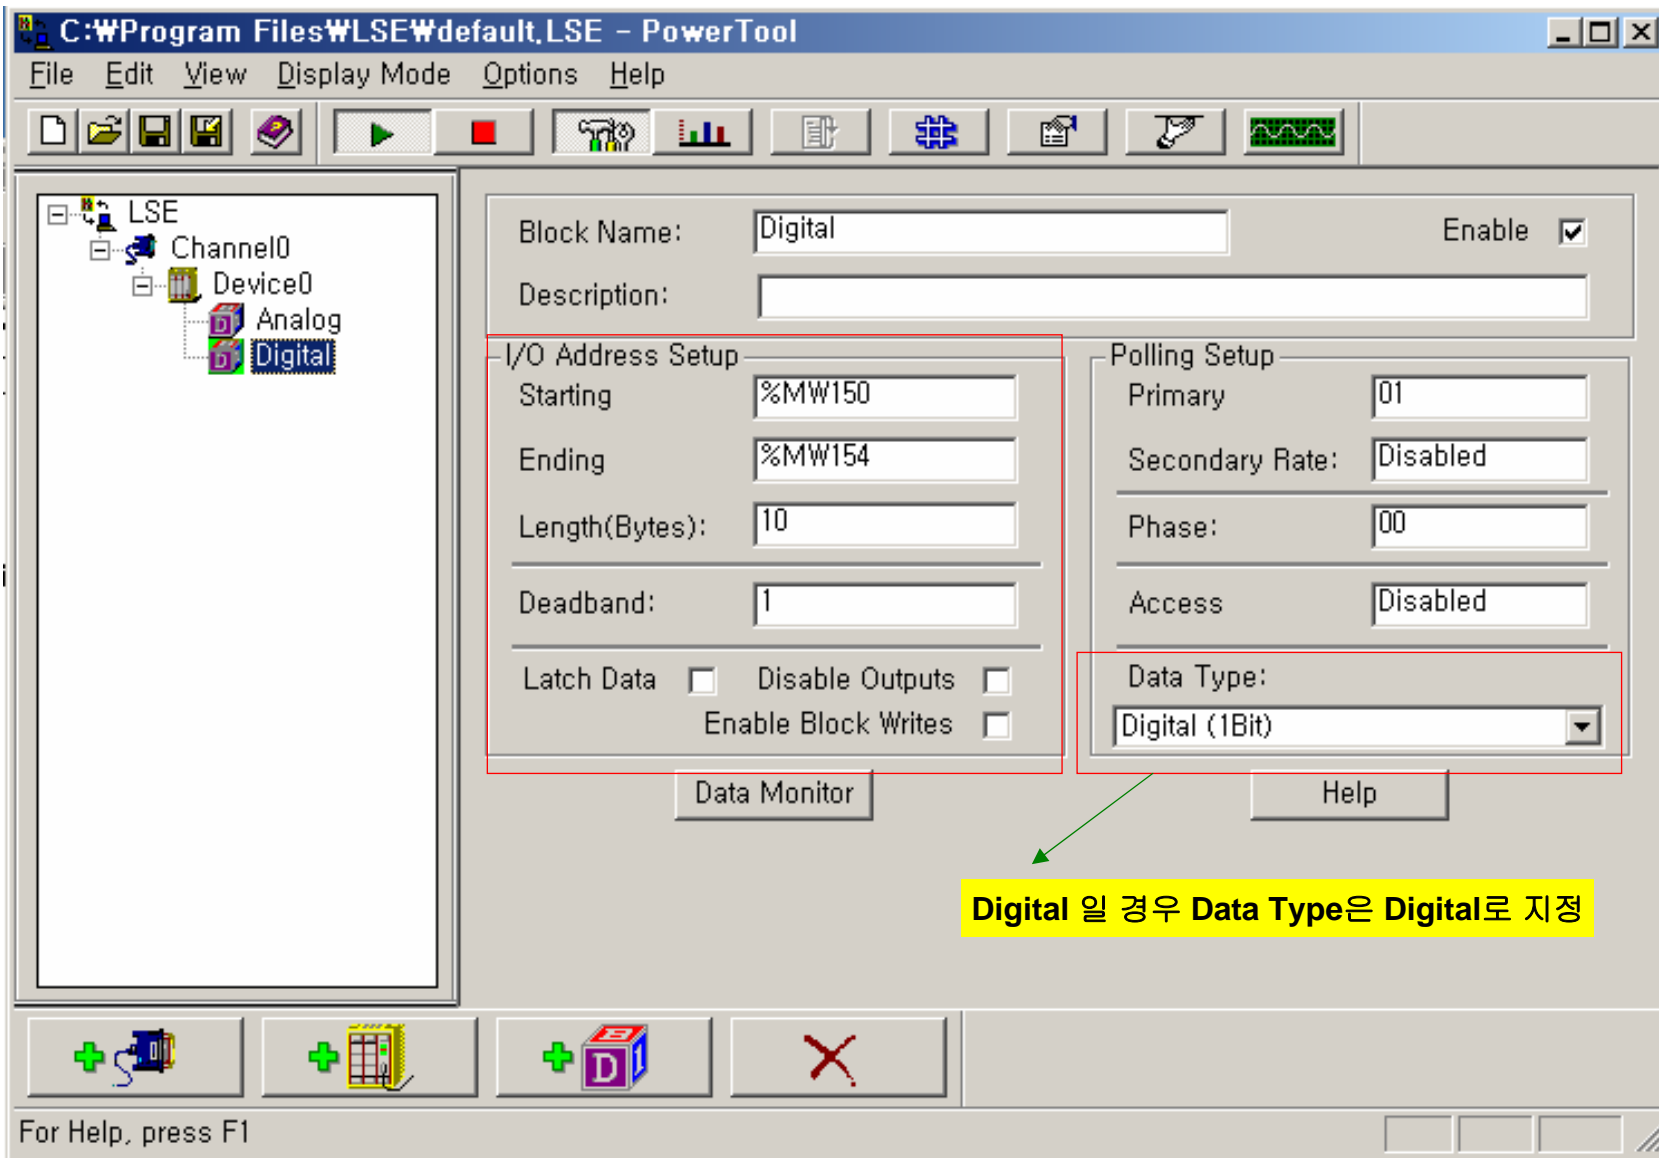 C:₩Program Files₩LSE₩default.LSE - PowerTool
File Edit View Display Mode Options Help
LSE
Channel0
Device0
Analog
Digital
Block Name: Digital Enable
Description:
I/O Address Setup
Starting %MW150
Ending %MW154
Length(Bytes): 10
Deadband: 1
Latch Data Disable Outputs
Enable Block Writes
Data Monitor
Polling Setup
Primary 01
Secondary Rate: Disabled
Phase: 00
Access Disabled
Data Type:
Digital (1Bit)
Help
Digital 일 경우 Data Type은 Digital로 지정
For Help, press F1